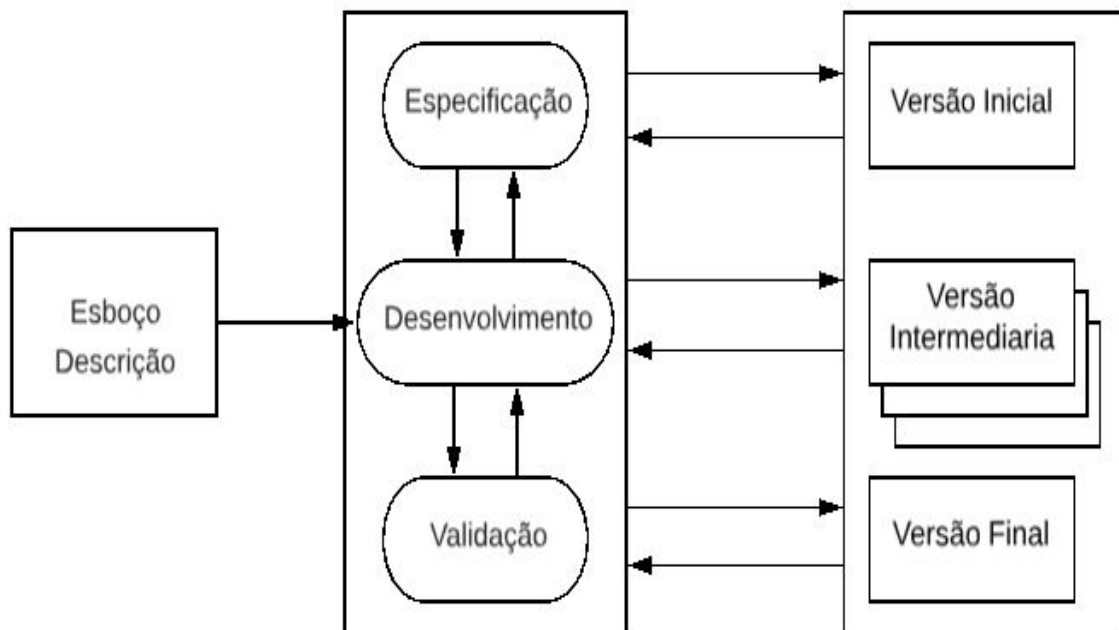 Esboço
Descrição
Especificação
Desenvolvimento
Validação
Versão Inicial
Versão
Intermediaria
Versão Final